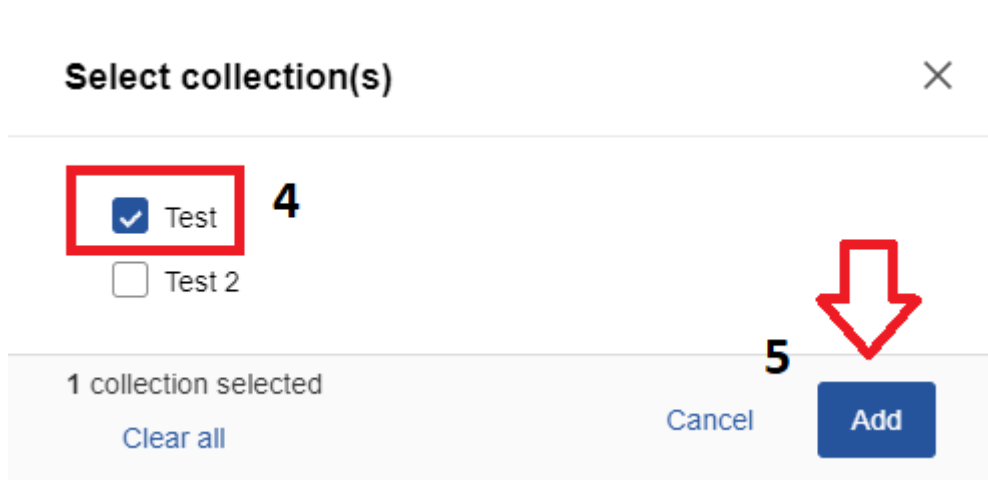 Select collection(s)
Test 4
Test 2
5
1 collection selected
Clear all
Cancel
Add